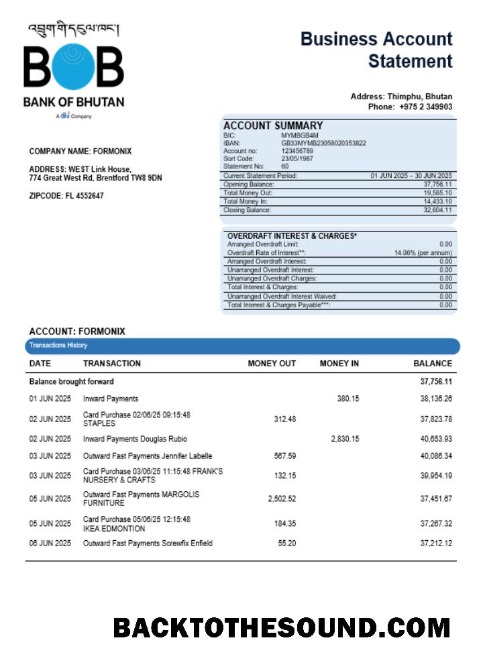 འབྲུག་གི་དངུལ་ཁང་།
BOB
BANK OF BHUTAN
A dhi Company
Business Account
Statement
Address: Thimphu, Bhutan
Phone: +975 2 349903
COMPANY NAME: FORMONIX
ADDRESS: WEST Link House,
774 Great West Rd, Brentford TW8 9DN
ZIPCODE: FL 4552647
ACCOUNT SUMMARY
BIC: MYMBGB4M
IBAN: GB33MYMB23058020353822
Account no: 123456789
Sort Code: 23/05/1987
Statement No: 60
Current Statement Period: 01 JUN 2025 – 30 JUN 2025
Opening Balance: 37,756.11
Total Money Out: 19,585.10
Total Money In: 14,433.10
Closing Balance: 32,604.11
OVERDRAFT INTEREST & CHARGES*
Arranged Overdraft Limit: 0.00
Overdraft Rate of Interest**: 14.06% (per annum)
Arranged Overdraft Interest: 0.00
Unarranged Overdraft Interest: 0.00
Unarranged Overdraft Charges: 0.00
Total Interest & Charges: 0.00
Unarranged Overdraft Interest Waived: 0.00
Total Interest & Charges Payable***: 0.00
ACCOUNT: FORMONIX
Transactions History
DATE TRANSACTION MONEY OUT MONEY IN BALANCE
Balance brought forward 37,756.11
01 JUN 2025 Inward Payments 380.15 38,136.26
02 JUN 2025 Card Purchase 02/06/25 09:15:48 STAPLES 312.48 37,823.78
02 JUN 2025 Inward Payments Douglas Rubio 2,830.15 40,653.93
03 JUN 2025 Outward Fast Payments Jennifer Labelle 567.59 40,086.34
03 JUN 2025 Card Purchase 03/06/25 11:15:48 FRANK'S NURSERY & CRAFTS 132.15 39,954.19
05 JUN 2025 Outward Fast Payments MARGOLIS FURNITURE 2,502.52 37,451.67
05 JUN 2025 Card Purchase 05/06/25 12:15:48 IKEA EDMONTION 184.35 37,267.32
06 JUN 2025 Outward Fast Payments Screwfix Enfield 55.20 37,212.12
BACKTOTHESOUND.COM